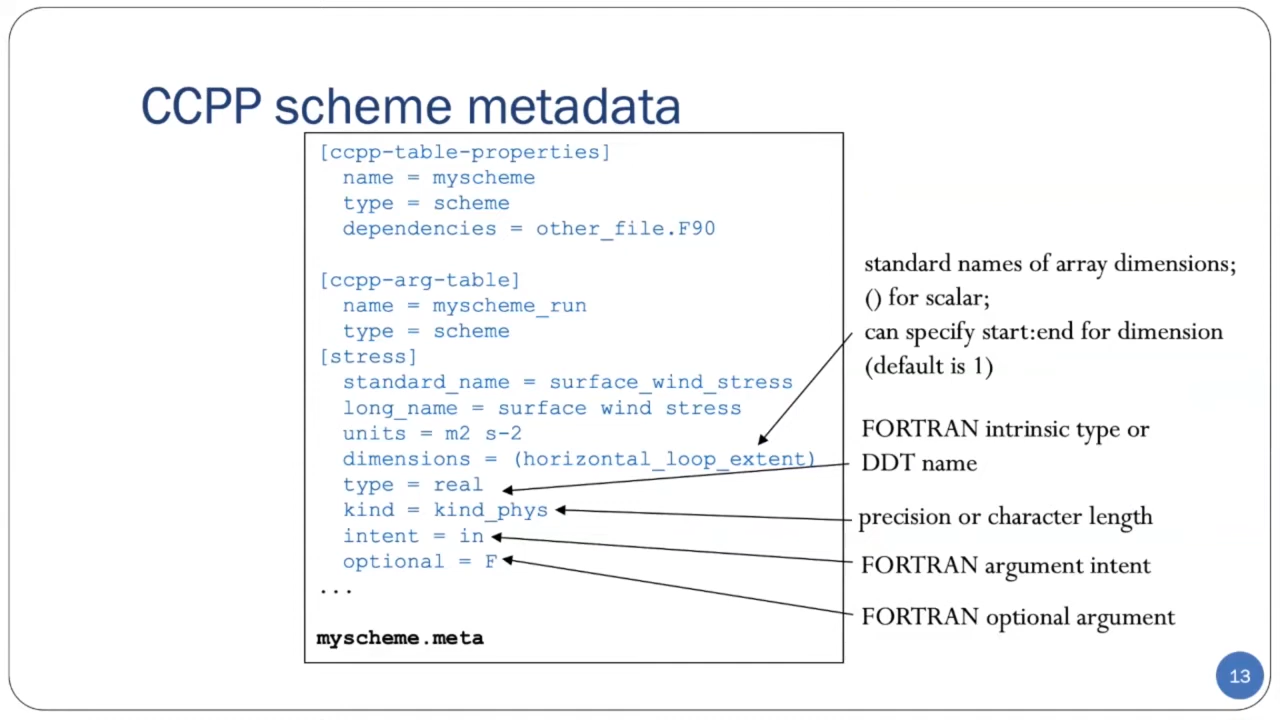 CCPP scheme metadata
[ccpp-table-properties]
name = myscheme
type = scheme
dependencies = other_file.F90
[ccpp-arg-table]
name = myscheme_run
type = scheme
[stress]
standard_name = surface_wind_stress
long_name = surface wind stress
units = m2 s-2
dimensions = (horizontal_loop_extent)
type = real
kind = kind_phys
intent = in
optional = F
...
myscheme.meta
standard names of array dimensions;
() for scalar;
can specify start:end for dimension
(default is 1)
FORTRAN intrinsic type or
DDT name
precision or character length
FORTRAN argument intent
FORTRAN optional argument
13